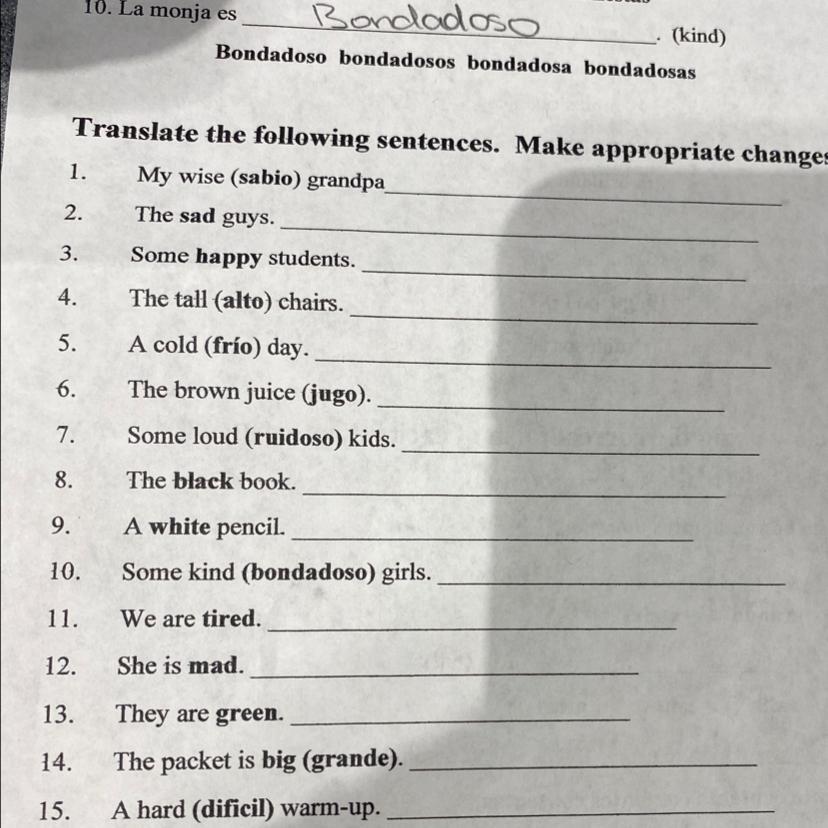 10. La monja es Bondadoso. (kind)
Bondadoso bondadosos bondadosa bondadosas
Translate the following sentences. Make appropriate changes
1. My wise (sabio) grandpa
2. The sad guys.
3. Some happy students.
4. The tall (alto) chairs.
5. A cold (frío) day.
6. The brown juice (jugo).
7. Some loud (ruidoso) kids.
8. The black book.
9. A white pencil.
10. Some kind (bondadoso) girls.
11. We are tired.
12. She is mad.
13. They are green.
14. The packet is big (grande).
15. A hard (dificil) warm-up.